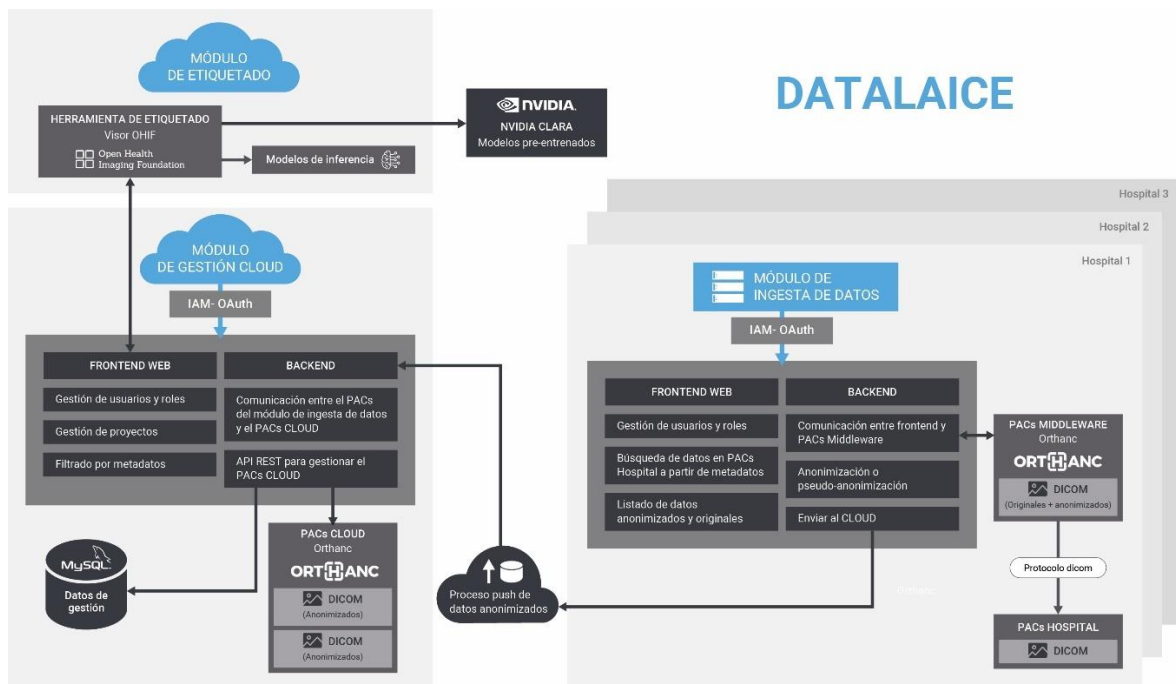 MÓDULO
DE ETIQUETADO
HERRAMIENTA DE ETIQUETADO
Visor OHIF
Open Health
Imaging Foundation
Modelos de inferencia
NVIDIA.
NVIDIA CLARA
Modelos pre-entrenados
DATALAICE
MÓDULO
DE GESTIÓN CLOUD
IAM- OAuth
FRONTEND WEB
Gestión de usuarios y roles
Gestión de proyectos
Filtrado por metadatos
BACKEND
Comunicación entre el PACs
del módulo de ingesta de datos
y el PACs CLOUD
API REST para gestionar el
PACs CLOUD
MySQL
Datos de
gestión
PACs CLOUD
Orthanc
ORTHANC
DICOM
(Anonimizados)
DICOM
(Anonimizados)
Proceso push de
datos anonimizados
Hospital 3
Hospital 2
Hospital 1
MÓDULO DE
INGESTA DE DATOS
IAM- OAuth
FRONTEND WEB
Gestión de usuarios y roles
Búsqueda de datos en PACs
Hospital a partir de metadatos
Listado de datos
anonimizados y originales
BACKEND
Comunicación entre frontend y
PACs Middleware
Anonimización o
pseudo-anonimización
Enviar al CLOUD
PACs MIDDLEWARE
Orthanc
ORTHANC
DICOM
(Originales + anonimizados)
Protocolo dicom
Orthanc
PACs HOSPITAL
DICOM